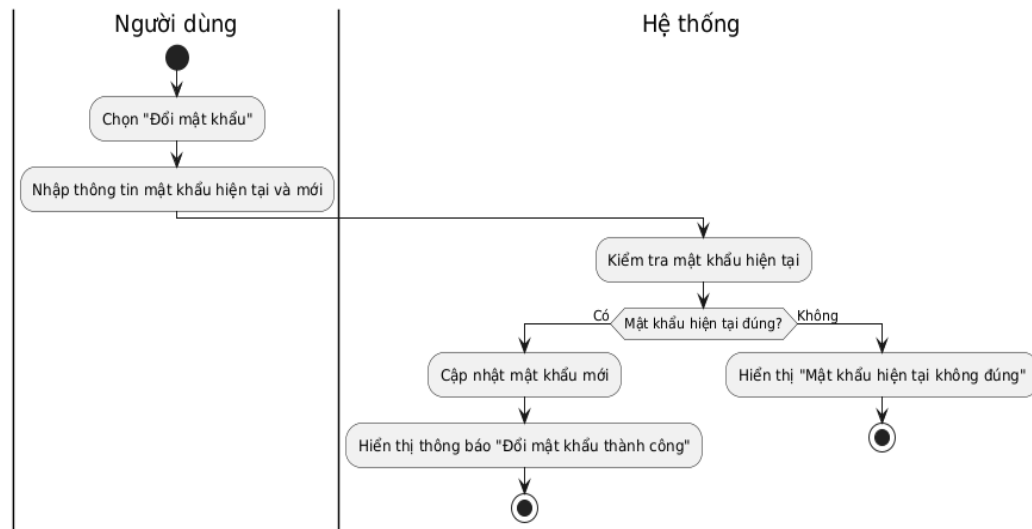 Người dùng
Hệ thống
Chọn "Đổi mật khẩu"
Nhập thông tin mật khẩu hiện tại và mới
Kiểm tra mật khẩu hiện tại
Có
Mật khẩu hiện tại đúng?
Không
Cập nhật mật khẩu mới
Hiển thị "Mật khẩu hiện tại không đúng"
Hiển thị thông báo "Đổi mật khẩu thành công"